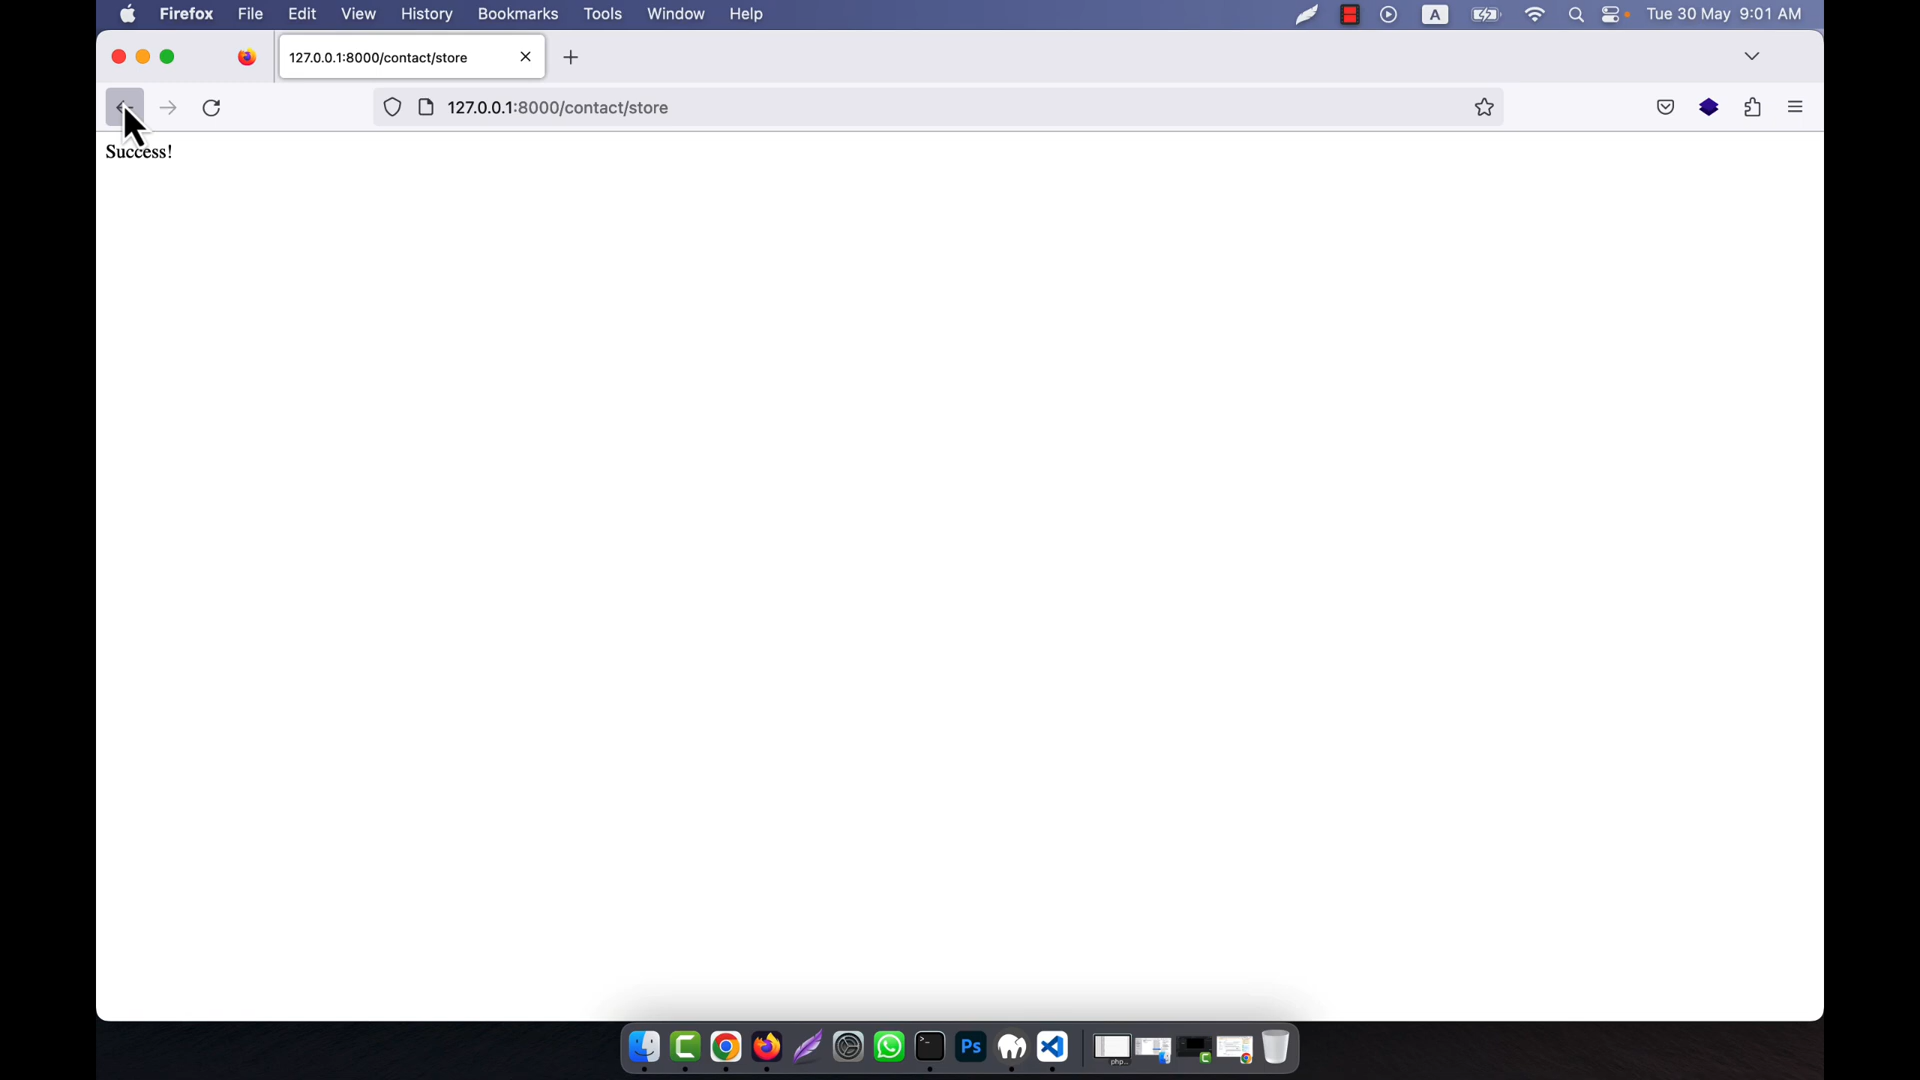 Firefox File Edit View History Bookmarks Tools Window Help A Tue 30 May 9:01 AM
127.0.0.1:8000/contact/store
127.0.0.1:8000/contact/store
Success!
Ps
php...